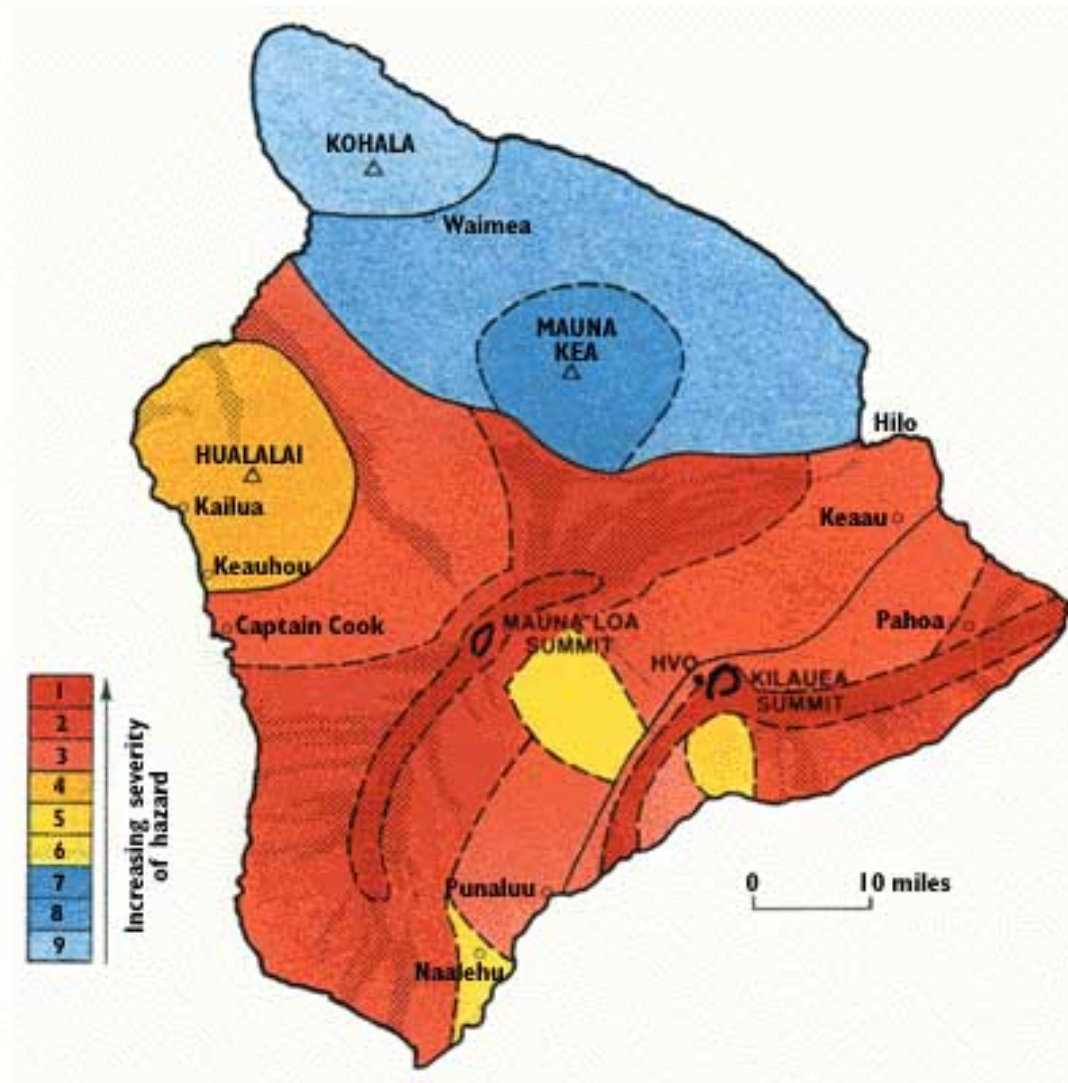 KOHALA
Waimea
MAUNA
KEA
Hilo
HUALALAI
Kailua
Keaau
Keauhou
Captain Cook
MAUNA LOA
SUMMIT
Pahoa
HVO
KILAUEA
SUMMIT
1
2
3
4
5
6
7
8
9
Increasing severity
of hazard
Punaluu
0 10 miles
Naalehu